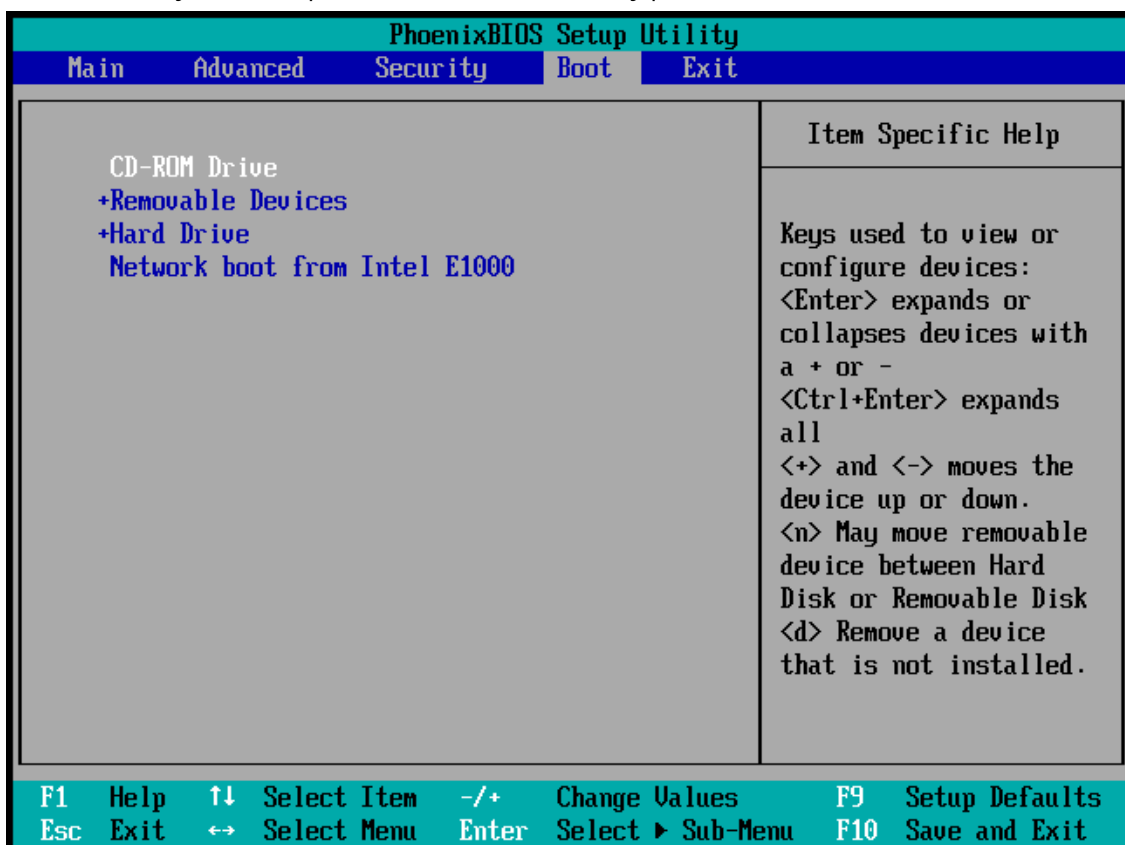 PhoenixBIOS Setup Utility
Main Advanced Security Boot Exit
CD-ROM Drive
+Removable Devices
+Hard Drive
Network boot from Intel E1000
Item Specific Help
Keys used to view or
configure devices:
<Enter> expands or
collapses devices with
a + or -
<Ctrl+Enter> expands
all
<+> and <-> moves the
device up or down.
<n> May move removable
device between Hard
Disk or Removable Disk
<d> Remove a device
that is not installed.
F1 Help ↑↓ Select Item -/+ Change Values F9 Setup Defaults
Esc Exit ↔ Select Menu Enter Select ▶ Sub-Menu F10 Save and Exit